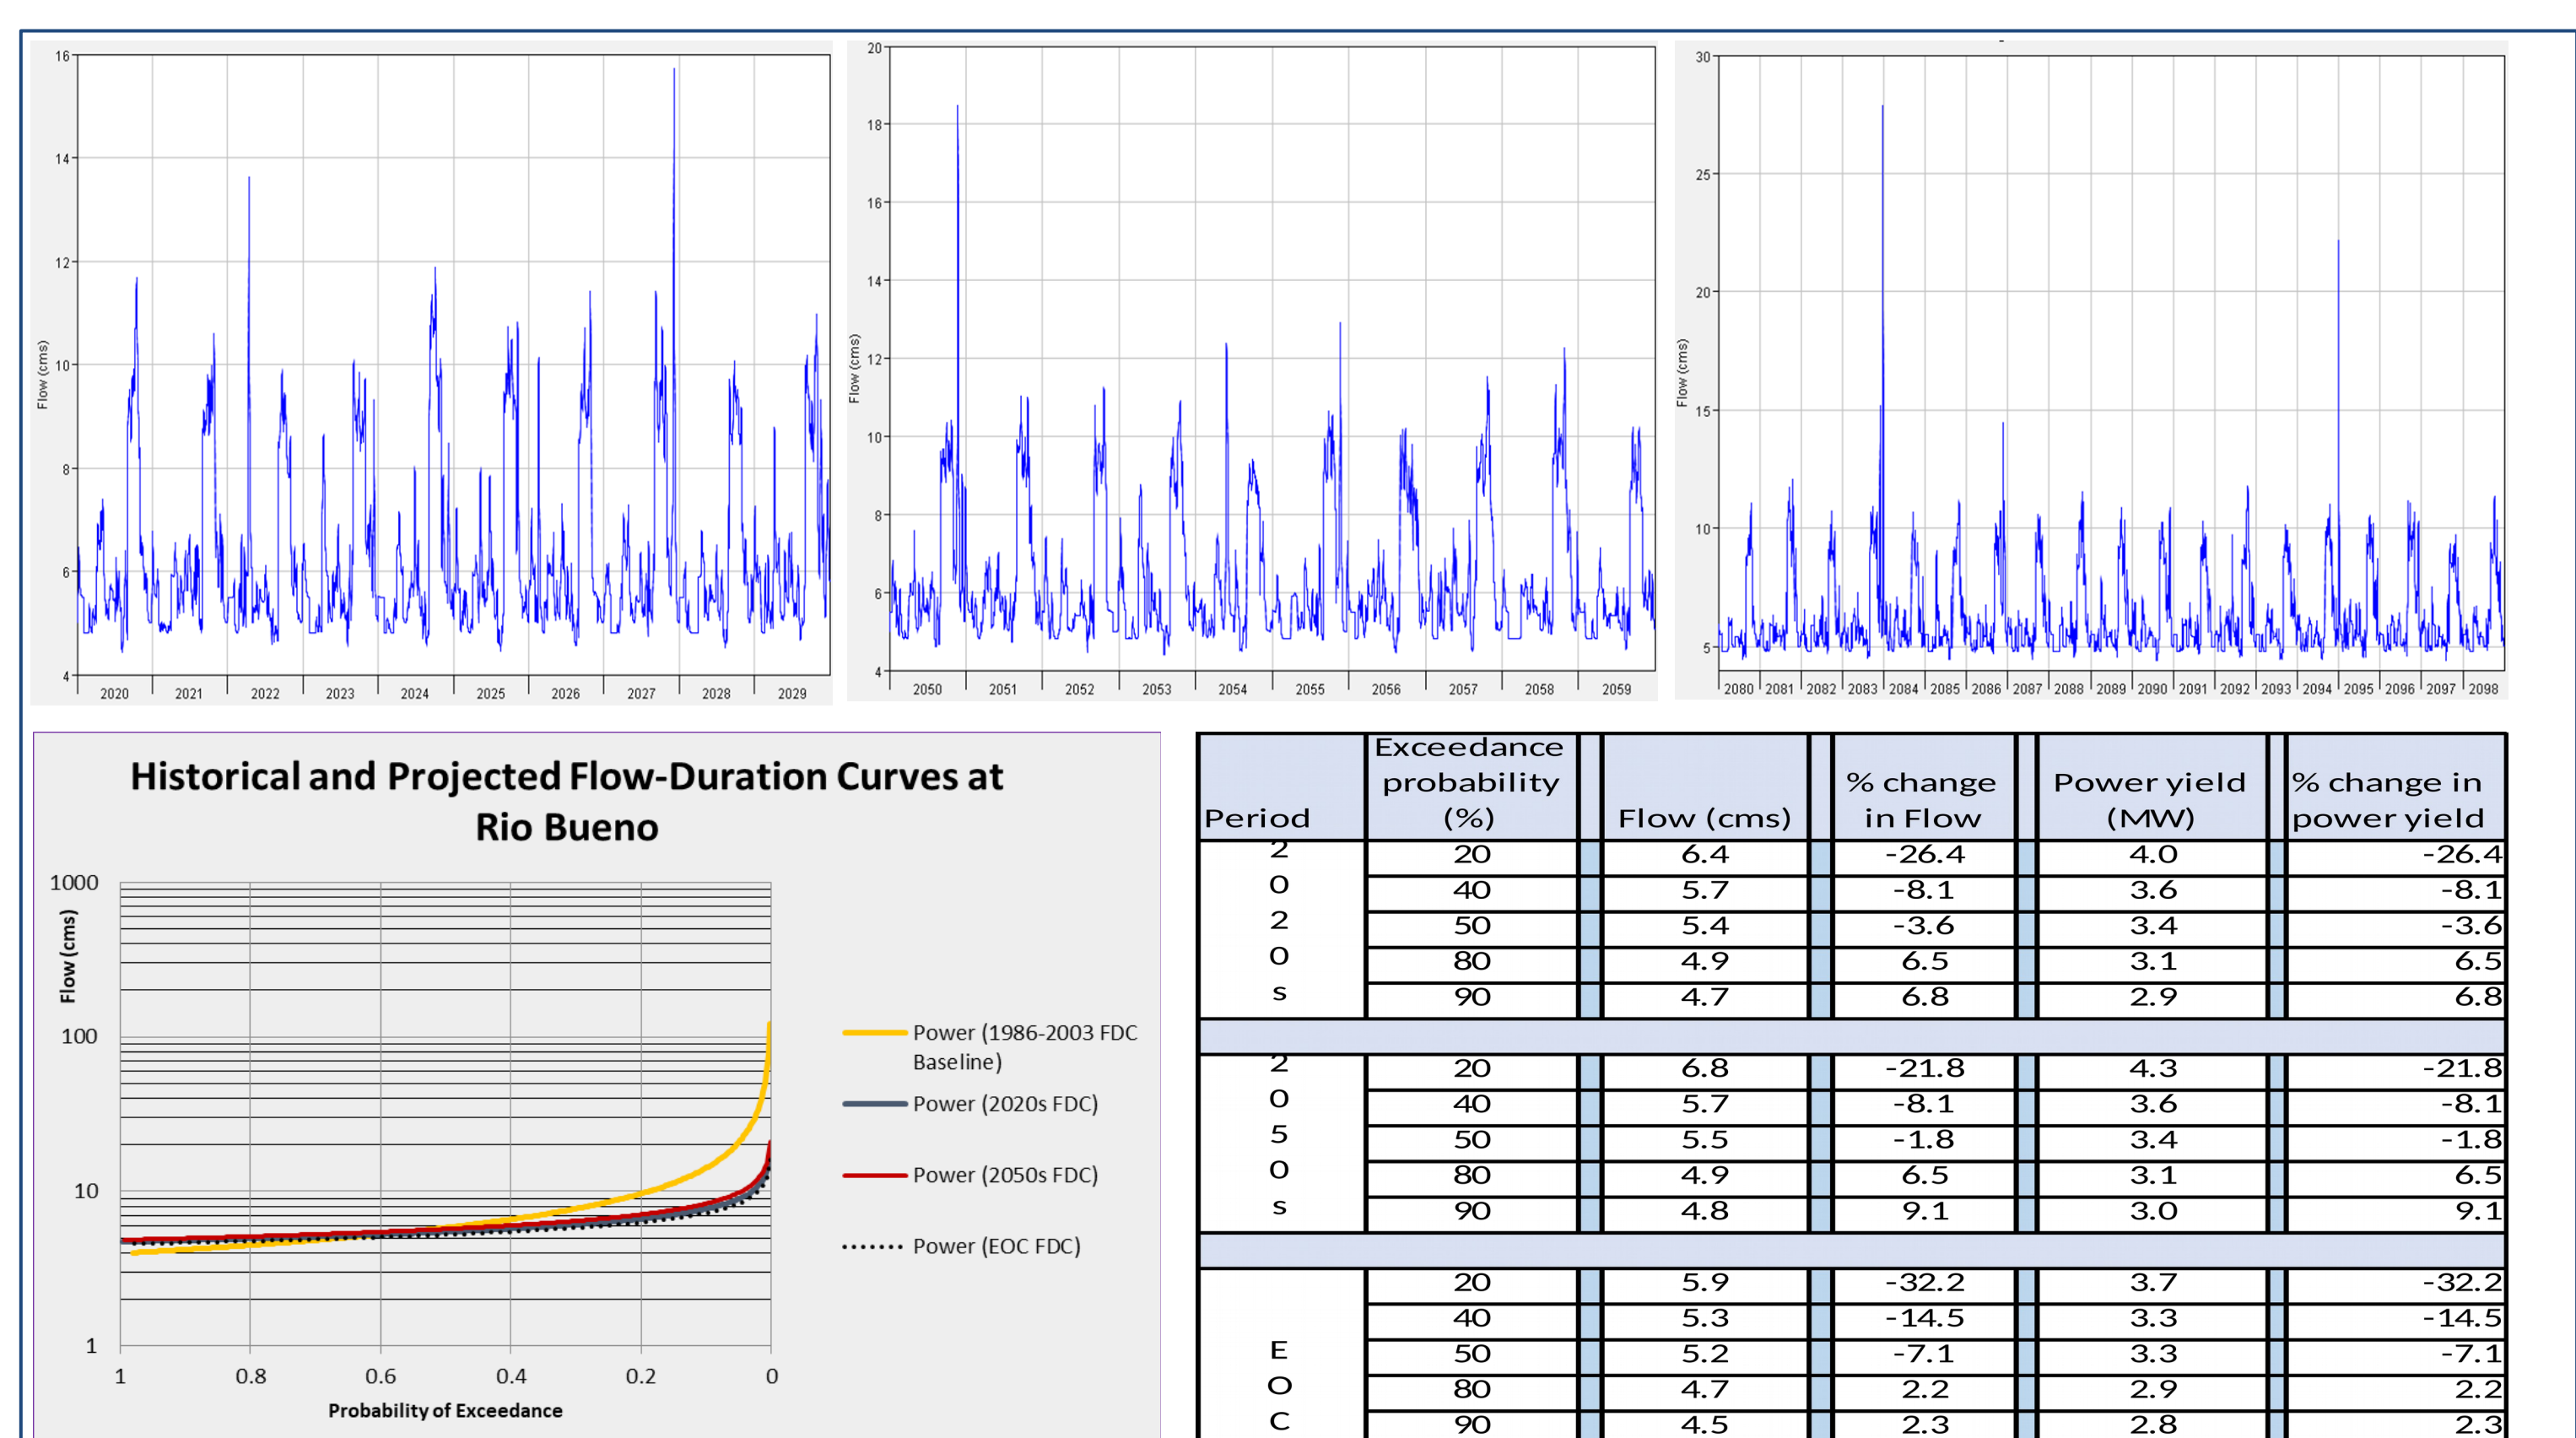 16
14
12
10
8
6
4
Flow (cms)
2020 2021 2022 2023 2024 2025 2026 2027 2028 2029
20
18
16
14
12
10
8
6
4
Flow (cms)
2050 2051 2052 2053 2054 2055 2056 2057 2058 2059
30
25
20
15
10
5
Flow (cms)
2080 2081 2082 2083 2084 2085 2086 2087 2088 2089 2090 2091 2092 2093 2094 2095 2096 2097 2098
Historical and Projected Flow-Duration Curves at
Rio Bueno
1000
100
10
1
Flow (cms)
1 0.8 0.6 0.4 0.2 0
Probability of Exceedance
Power (1986-2003 FDC
Baseline)
Power (2020s FDC)
Power (2050s FDC)
Power (EOC FDC)
Period Exceedance probability (%) Flow (cms) % change in Flow Power yield (MW) % change in power yield
2 20 6.4 -26.4 4.0 -26.4
0 40 5.7 -8.1 3.6 -8.1
2 50 5.4 -3.6 3.4 -3.6
0 80 4.9 6.5 3.1 6.5
s 90 4.7 6.8 2.9 6.8
2 20 6.8 -21.8 4.3 -21.8
0 40 5.7 -8.1 3.6 -8.1
5 50 5.5 -1.8 3.4 -1.8
0 80 4.9 6.5 3.1 6.5
s 90 4.8 9.1 3.0 9.1
20 5.9 -32.2 3.7 -32.2
40 5.3 -14.5 3.3 -14.5
E 50 5.2 -7.1 3.3 -7.1
O 80 4.7 2.2 2.9 2.2
C 90 4.5 2.3 2.8 2.3